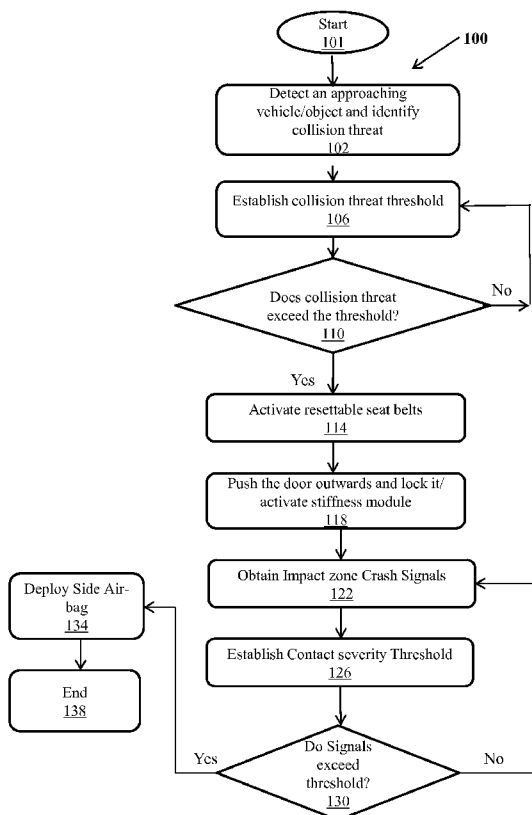 Start
101
100
Detect an approaching
vehicle/object and identify
collision threat
102
Establish collision threat threshold
106
Does collision threat
exceed the threshold?
110
No
Yes
Activate resettable seat belts
114
Push the door outwards and lock it/
activate stiffness module
118
Obtain Impact zone Crash Signals
122
Establish Contact severity Threshold
126
Do Signals
exceed
threshold?
130
Yes
No
Deploy Side Air-
bag
134
End
138